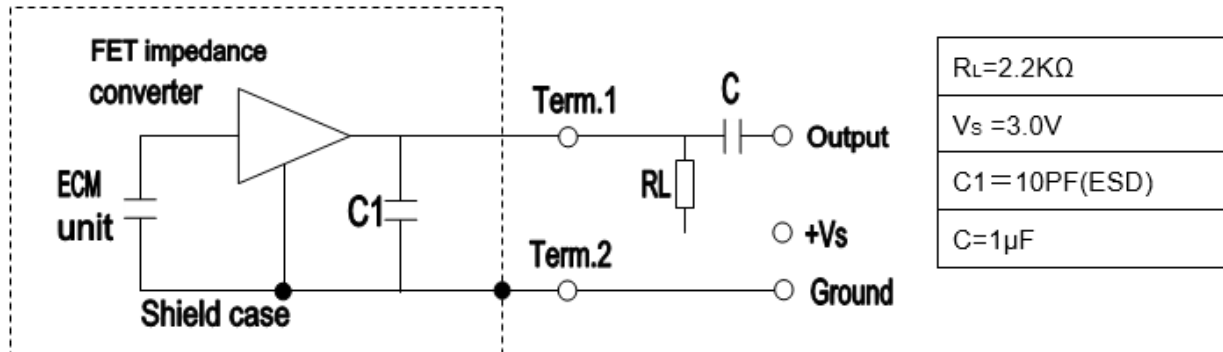 FET impedance
converter
Term.1
C
Output
ECM
unit
C1
RL
+Vs
Term.2
Ground
Shield case
RL=2.2KΩ
Vs =3.0V
C1=10PF(ESD)
C=1μF